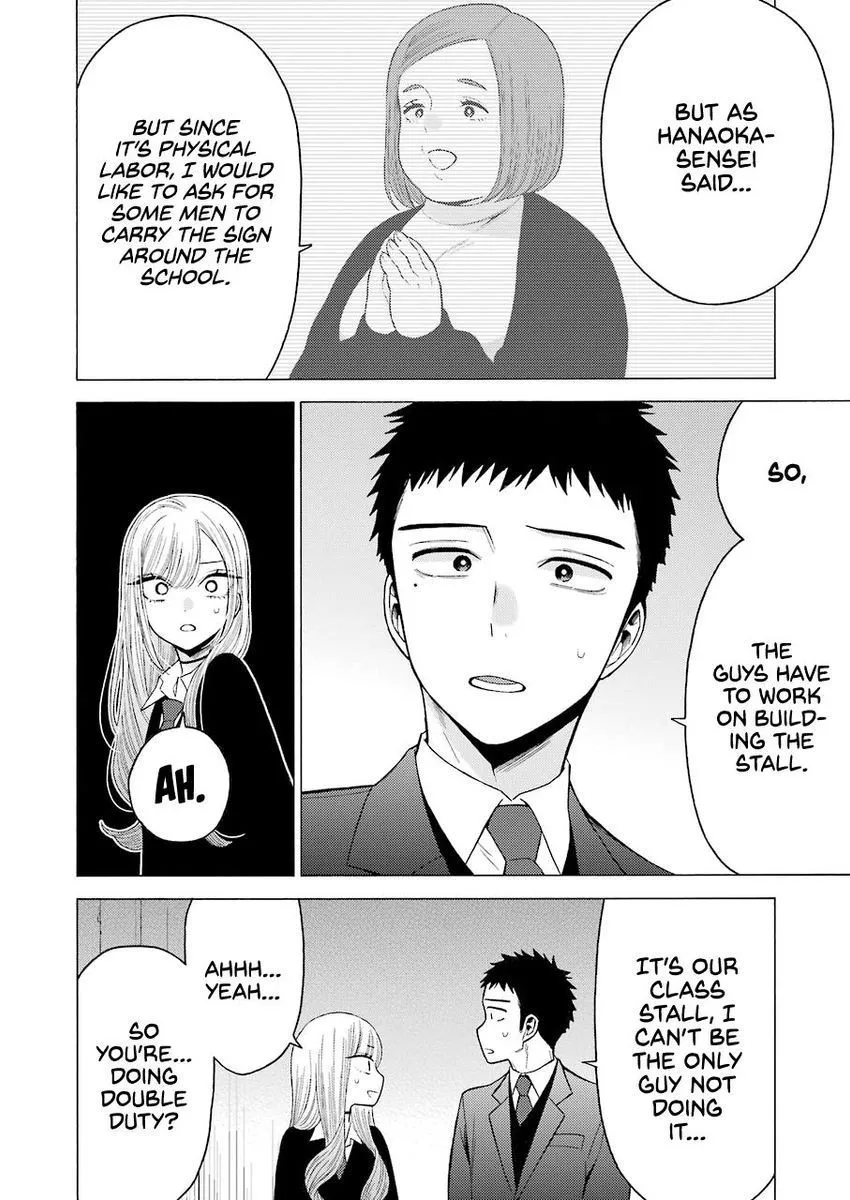 BUT AS
HANAOKA-
SENSEI
SAID...
BUT SINCE
IT'S PHYSICAL
LABOR, I WOULD
LIKE TO ASK FOR
SOME MEN TO
CARRY THE SIGN
AROUND THE
SCHOOL.
SO,
THE
GUYS HAVE
TO WORK
ON BUILD-
ING THE
STALL.
AH.
IT'S OUR
CLASS
STALL, I
CAN'T BE
THE ONLY
GUY NOT
DOING
IT...
AHHH...
YEAH...
SO
YOU'RE...
DOING
DOUBLE
DUTY?